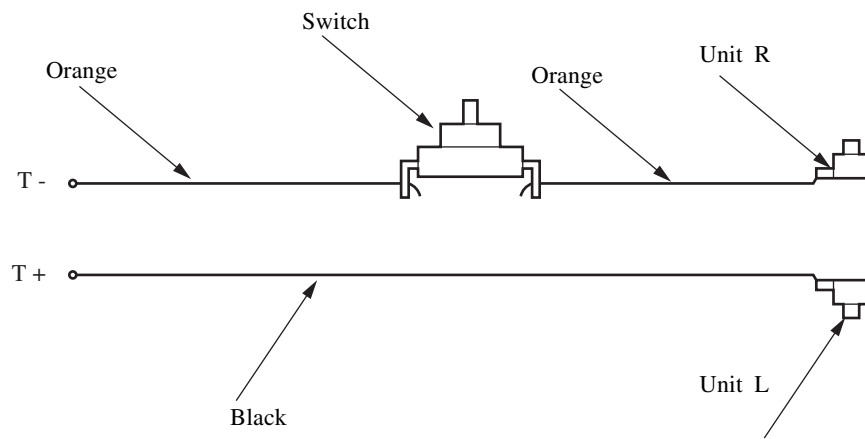 Switch
Unit R
Orange
Orange
T -
T +
Unit L
Black